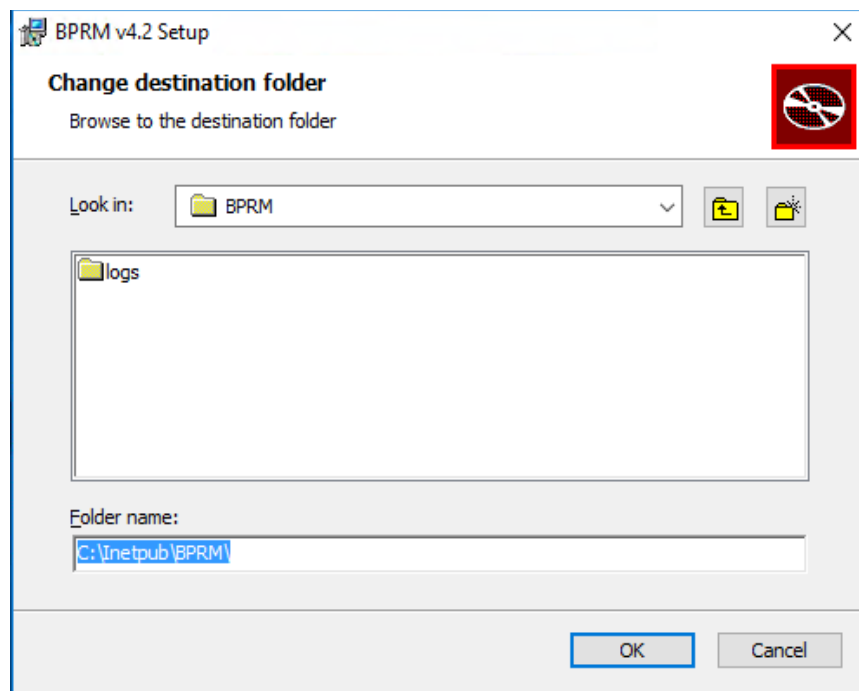 BPRM v4.2 Setup
Change destination folder
Browse to the destination folder
Look in:
BPRM
logs
Folder name:
C:\Inetpub\BPRM\
OK
Cancel